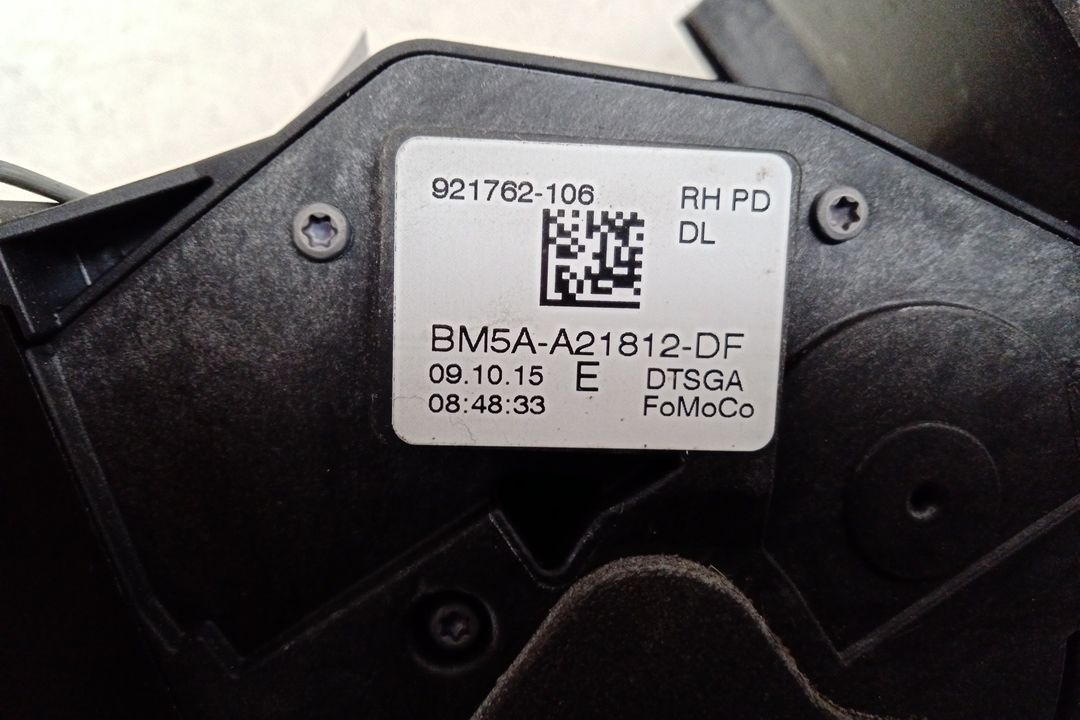 921762-106 RH PD
DL
BM5A-A21812-DF
09.10.15 E DTSGA
08:48:33 FoMoCo